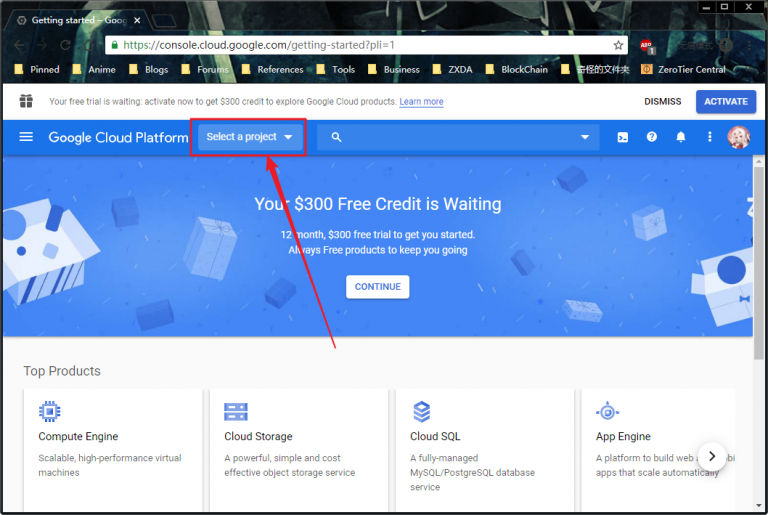 Getting started – Goog
https://console.cloud.google.com/getting-started?pli=1
Pinned Anime Blogs Forums References Tools Business ZXDA BlockChain 奇怪的文件夹 ZeroTier Central
Your free trial is waiting: activate now to get $300 credit to explore Google Cloud products. Learn more DISMISS ACTIVATE
Google Cloud Platform Select a project
Your $300 Free Credit is Waiting
12 month, $300 free trial to get you started.
Always Free products to keep you going
CONTINUE
Top Products
Compute Engine
Scalable, high-performance virtual
machines
Cloud Storage
A powerful, simple and cost
effective object storage service
Cloud SQL
A fully-managed
MySQL/PostgreSQL database
service
App Engine
A platform to build web
apps that scale automatically